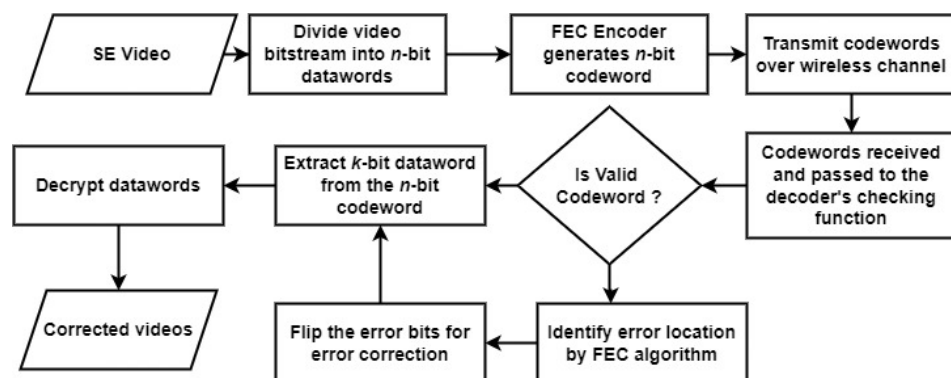 SE Video
Divide video
bitstream into n-bit
datawords
FEC Encoder
generates n-bit
codeword
Transmit codewords
over wireless channel
Codewords received
and passed to the
decoder's checking
function
Is Valid
Codeword ?
Extract k-bit dataword
from the n-bit
codeword
Decrypt datawords
Corrected videos
Flip the error bits for
error correction
Identify error location
by FEC algorithm